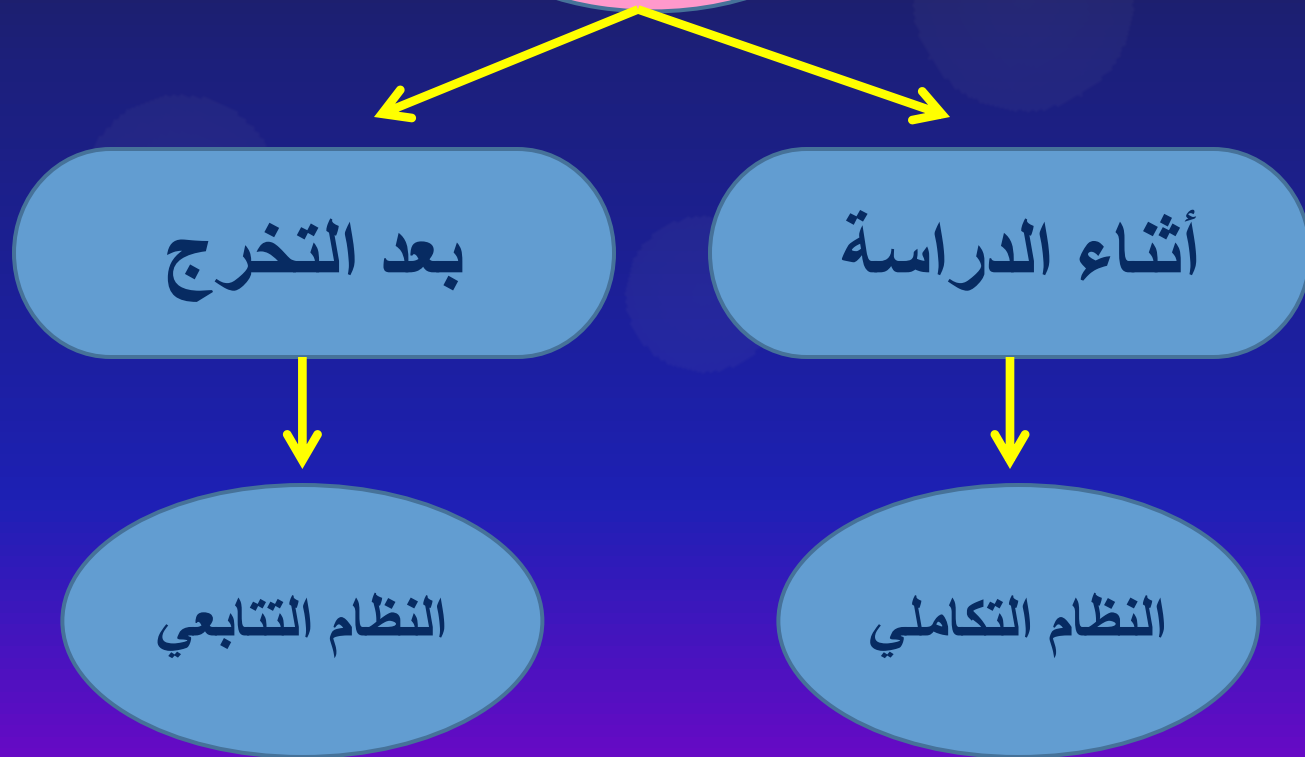 أثناء الدراسة
بعد التخرج
النظام التكاملي
النظام التتابعي